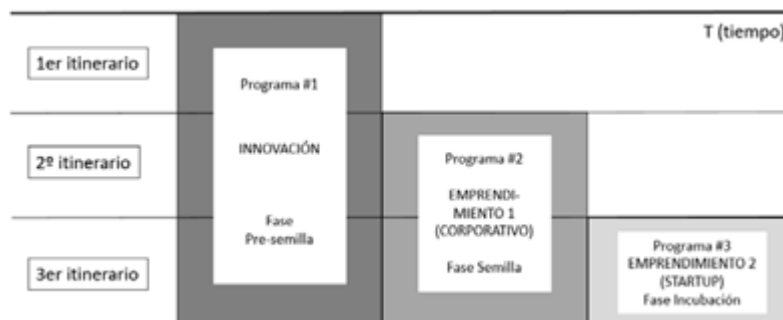 T (tiempo)
1er itinerario
Programa #1
INNOVACIÓN
Fase
Pre-semilla
2º itinerario
Programa #2
EMPRENDI-
MIENTO 1
(CORPORATIVO)
Fase Semilla
3er itinerario
Programa #3
EMPRENDIMIENTO 2
(STARTUP)
Fase Incubación